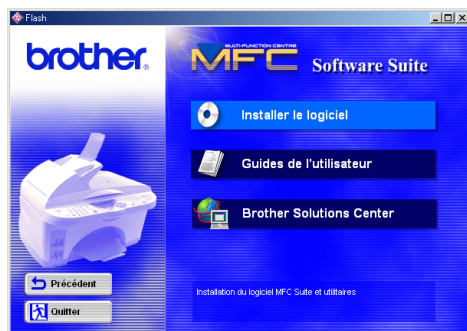 Flash
brother.
MULTI-FUNCTION CENTRE
MFC
Software Suite
Installer le logiciel
Guides de l'utilisateur
Brother Solutions Center
Précédent
Quitter
Installation du logiciel MFC Suite et utilitaires